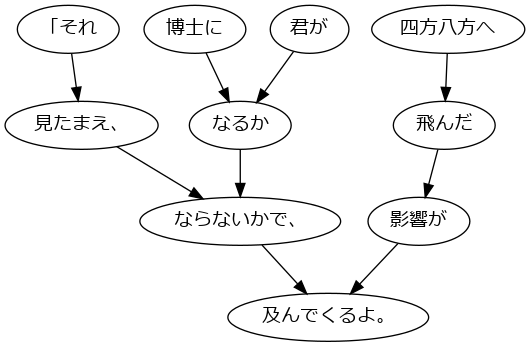 「それ
博士に
君が
四方八方へ
見たまえ、
なるか
飛んだ
ならないかで、
影響が
及んでくるよ。